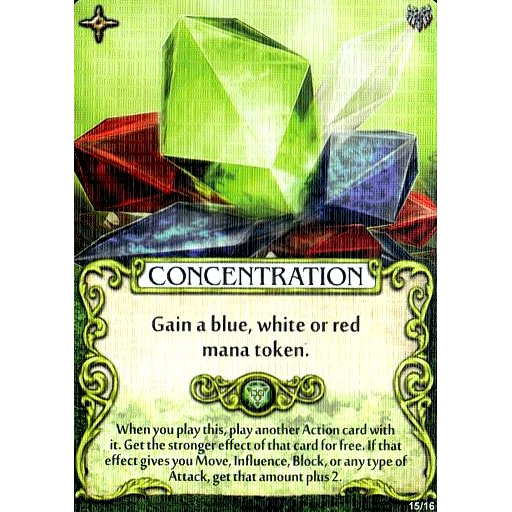 CONCENTRATION
Gain a blue, white or red
mana token.
When you play this, play another Action card with
it. Get the stronger effect of that card for free. If that
effect gives you Move, Influence, Block, or any type of
Attack, get that amount plus 2.
15/16